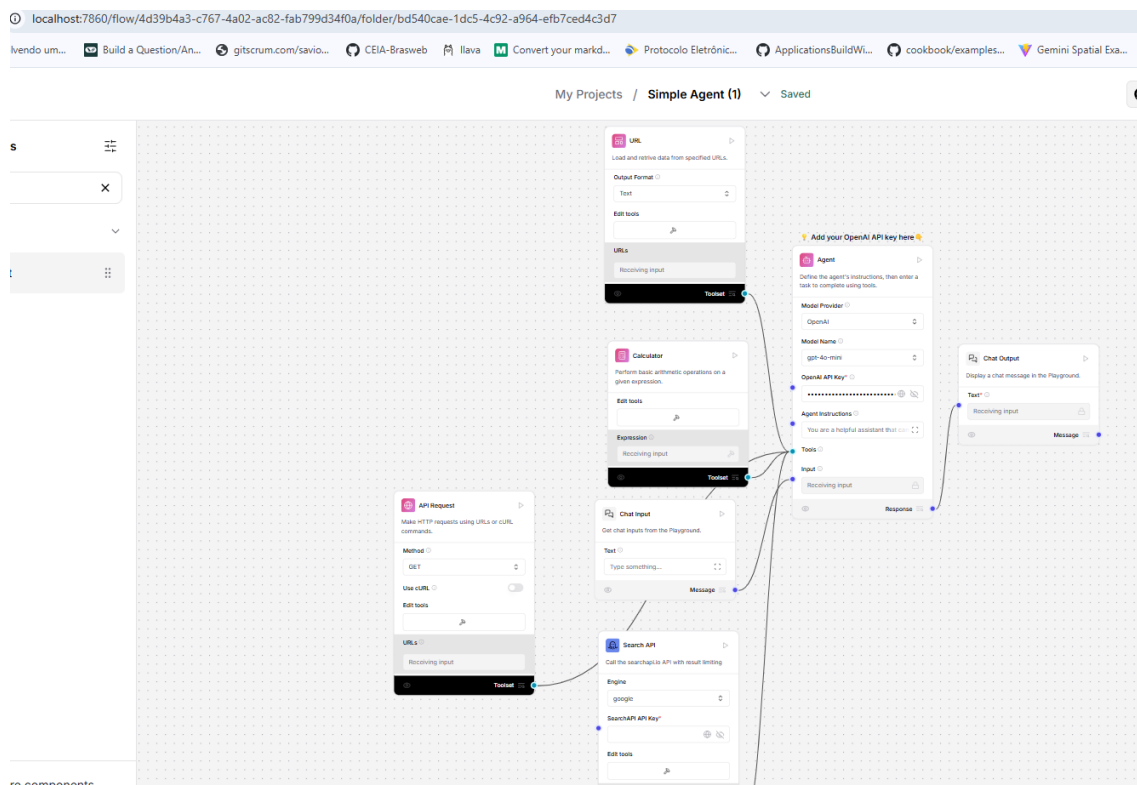 localhost:7860/flow/4d39b4a3-c767-4a02-ac82-fab799d34f0a/folder/bd540cae-1dc5-4c92-a964-efb7ced4c3d7
lvendo um... Build a Question/An... gitscrum.com/savio... CEIA-Brasweb llava Convert your markd... Protocolo Eletrônic... ApplicationsBuildWi... cookbook/examples... Gemini Spatial Exa...
My Projects / Simple Agent (1) Saved
s
URL
Load and retrive data from specified URLs.
Output Format
Text
Edit tools
URLs
Receiving input
Toolset
Calculator
Perform basic arithmetic operations on a
given expression.
Edit tools
Expression
Receiving input
Toolset
API Request
Make HTTP requests using URLs or cURL
commands.
Method
GET
Use cURL
Edit tools
URLs
Receiving input
Toolset
Chat Input
Get chat inputs from the Playground.
Text
Type something...
Message
Search API
Call the searchapi.io API with result limiting
Engine
google
SearchAPI API Key*
Edit tools
Add your OpenAI API key here
Agent
Define the agent's instructions, then enter a
task to complete using tools.
Model Provider
OpenAI
Model Name
gpt-4o-mini
OpenAI API Key*
Agent Instructions
You are a helpful assistant that
Tools
Input
Receiving input
Response
Chat Output
Display a chat message in the Playground.
Text*
Receiving input
Message